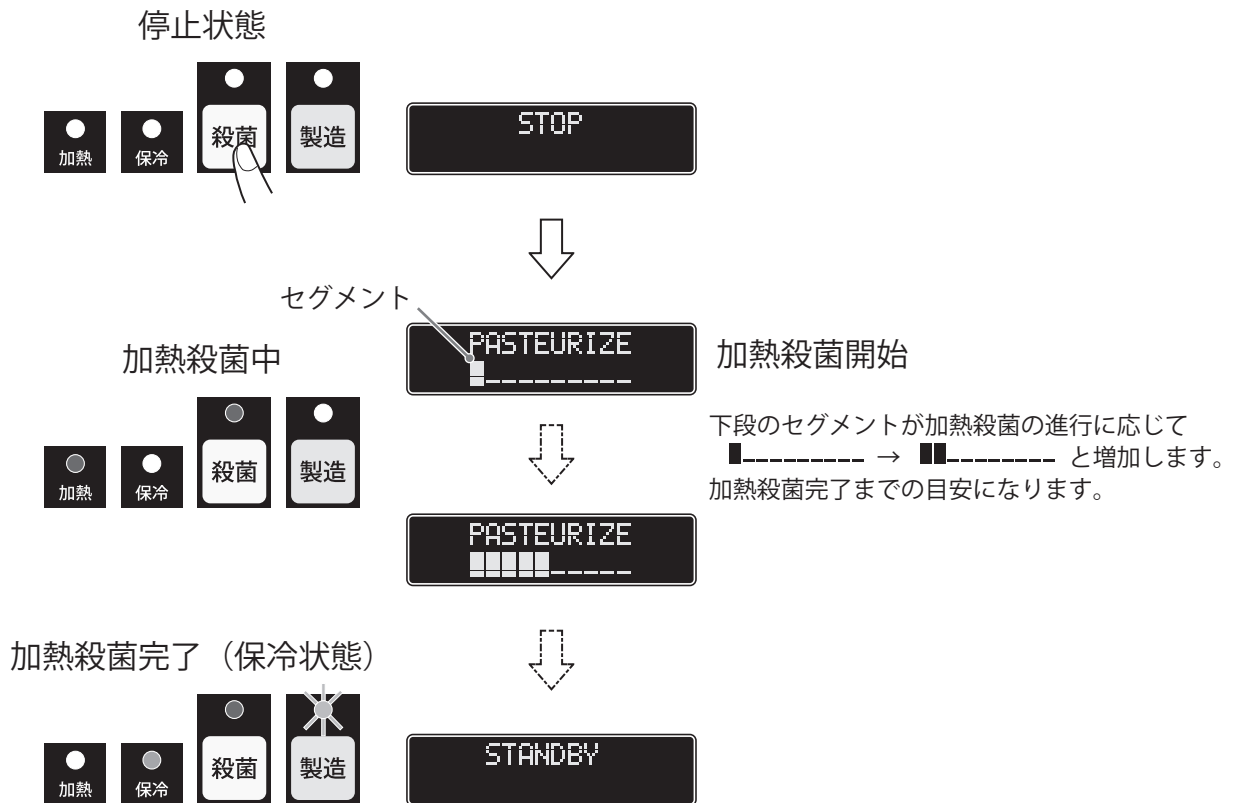 停止状態
加熱
保冷
殺菌
製造
STOP
セグメント
加熱殺菌中
PASTEURIZE
加熱殺菌開始
加熱
保冷
殺菌
製造
下段のセグメントが加熱殺菌の進行に応じて
→ と増加します。
加熱殺菌完了までの目安になります。
PASTEURIZE
加熱殺菌完了(保冷状態)
加熱
保冷
殺菌
製造
STANDBY